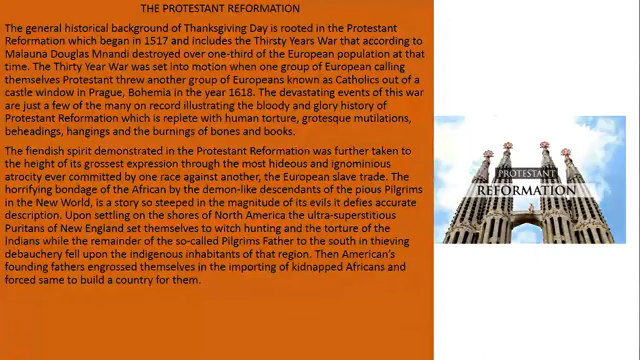 THE PROTESTANT REFORMATION
The general historical background of Thanksgiving Day is rooted in the Protestant
Reformation which began in 1517 and includes the Thirsty Years War that according to
Malauna Douglas Mnandi destroyed over one-third of the European population at that
time. The Thirty Year War was set into motion when one group of European calling
themselves Protestant threw another group of Europeans known as Catholics out of a
castle window in Prague, Bohemia in the year 1618. The devastating events of this war
are just a few of the many on record illustrating the bloody and glory history of
Protestant Reformation which is replete with human torture, grotesque mutilations,
beheadings, hangings and the burnings of bones and books.
The fiendish spirit demonstrated in the Protestant Reformation was further taken to
the height of its grossest expression through the most hideous and ignominious
atrocity ever committed by one race against another, the European slave trade. The
horrifying bondage of the African by the demon-like descendants of the pious Pilgrims
in the New World, is a story so steeped in the magnitude of its evils it defies accurate
description. Upon settling on the shores of North America the ultra-superstitious
Puritans of New England set themselves to witch hunting and the torture of the
Indians while the remainder of the so-called Pilgrims Father to the south in thieving
debauchery fell upon the indigenous inhabitants of that region. Then American's
founding fathers engrossed themselves in the importing of kidnapped Africans and
forced same to build a country for them.
PROTESTANT
REFORMATION